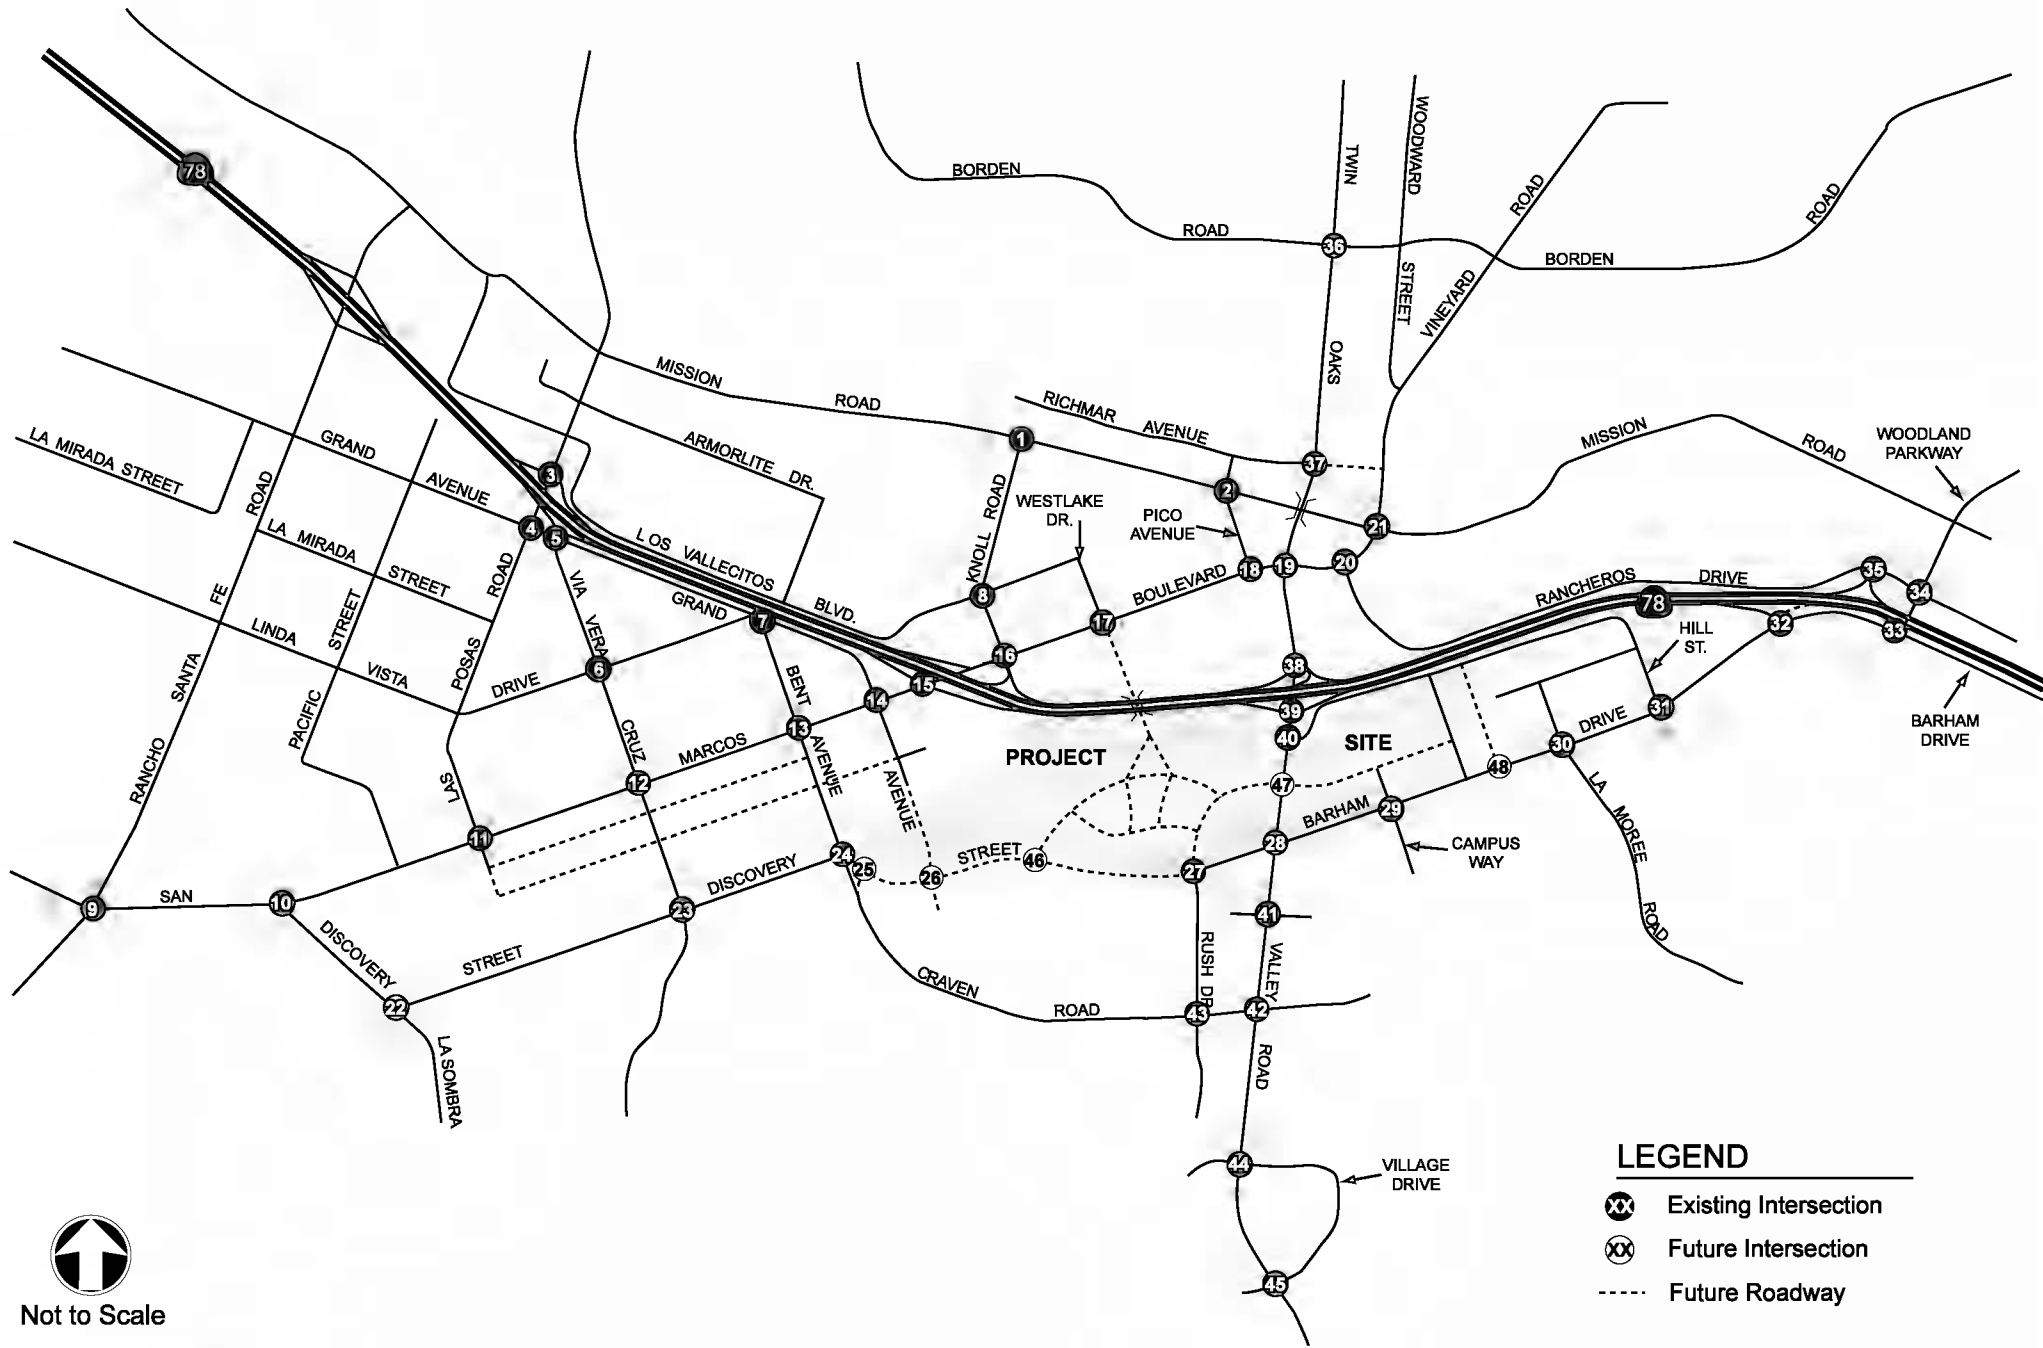 78
BORDEN
ROAD
TWIN
OAKS
36
WOODWARD
STREET
VINEYARD
ROAD
BORDEN
ROAD
MISSION
ROAD
RICHMAR
AVENUE
1
2
37
21
MISSION
ROAD
WOODLAND
PARKWAY
LA MIRADA STREET
GRAND
AVENUE
ROAD
FE
SANTA
RANCHO
LA MIRADA
STREET
3
4
5
ARMORLITE DR.
LOS VALLECITOS
BLVD.
KNOLL ROAD
WESTLAKE
DR.
PICO
AVENUE
8
17
BOULEVARD
18
19
20
RANCHEROS
DRIVE
78
35
34
33
32
HILL
ST.
BARHAM
DRIVE
LINDA
VISTA
DRIVE
STREET
PACIFIC
ROAD
POSAS
LAS
VIA
VERA
CRUZ
GRAND
7
6
BENT
AVENUE
16
15
14
13
MARCOS
12
11
AVENUE
PROJECT
SITE
38
39
40
47
31
DRIVE
30
48
29
BARHAM
28
CAMPUS
WAY
LA MOREE
ROAD
9
SAN
10
DISCOVERY
22
LA SOMBRA
STREET
23
DISCOVERY
24
25
26
STREET
46
27
41
RUSH DR.
VALLEY
ROAD
CRAVEN
ROAD
43
42
44
45
VILLAGE
DRIVE
LEGEND
XX Existing Intersection
XX Future Intersection
Future Roadway
Not to Scale